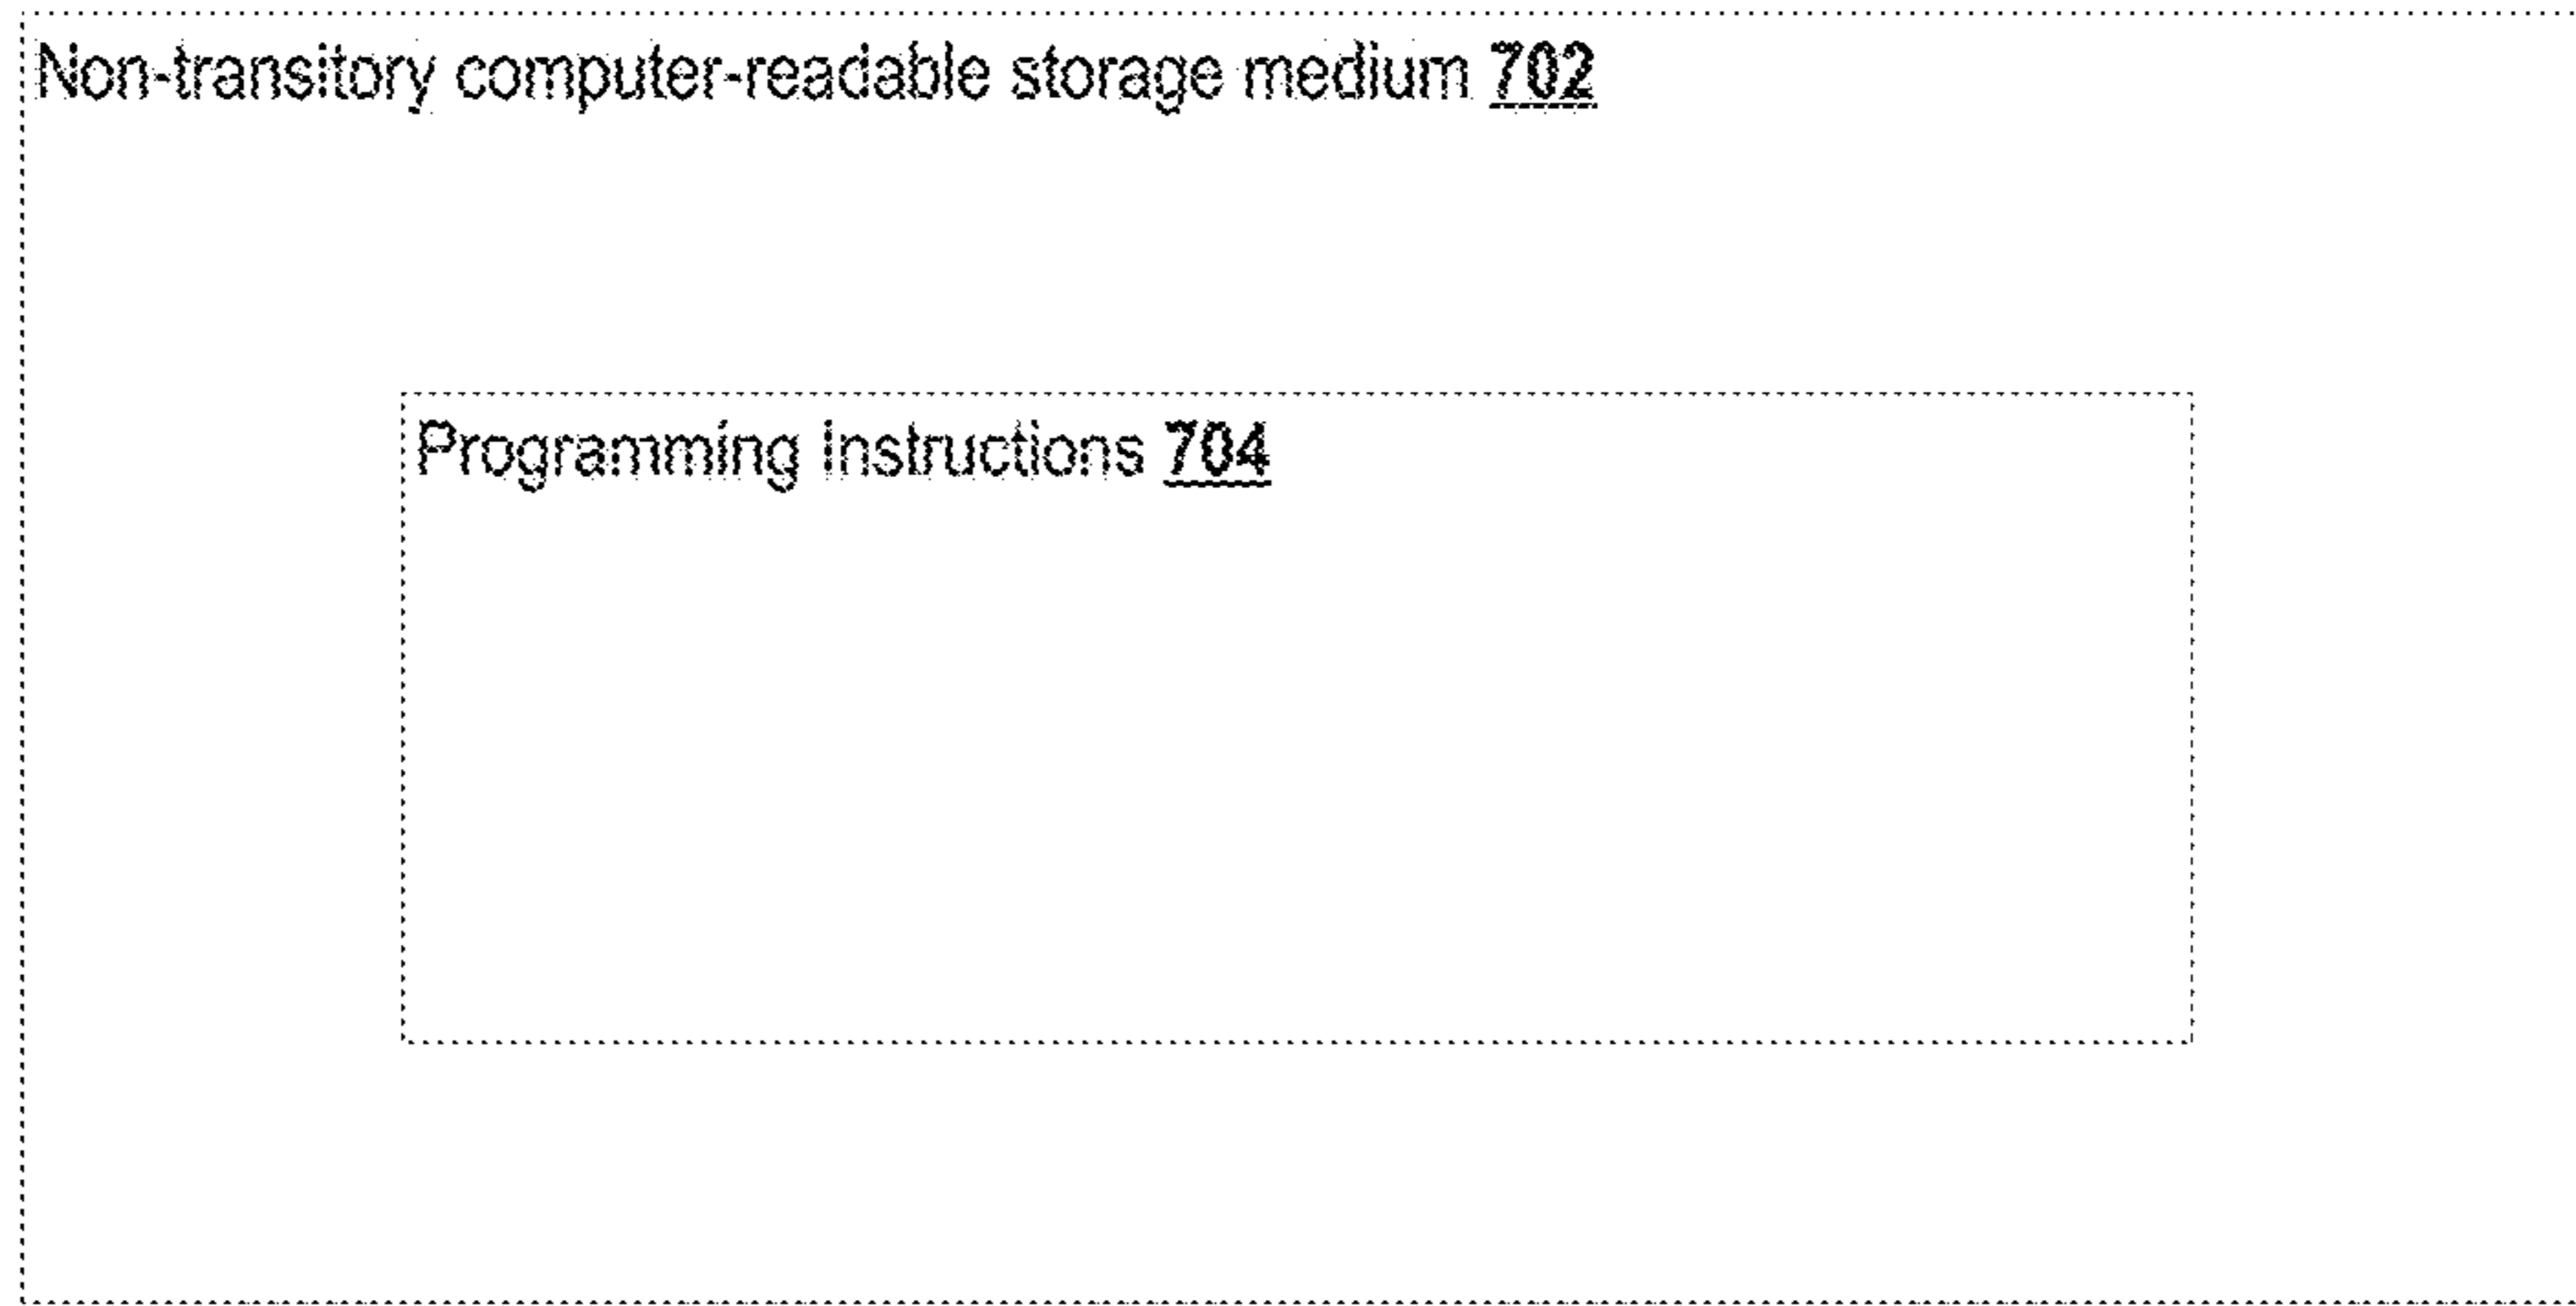 Non-transitory computer-readable storage medium 702
Programming Instructions 704